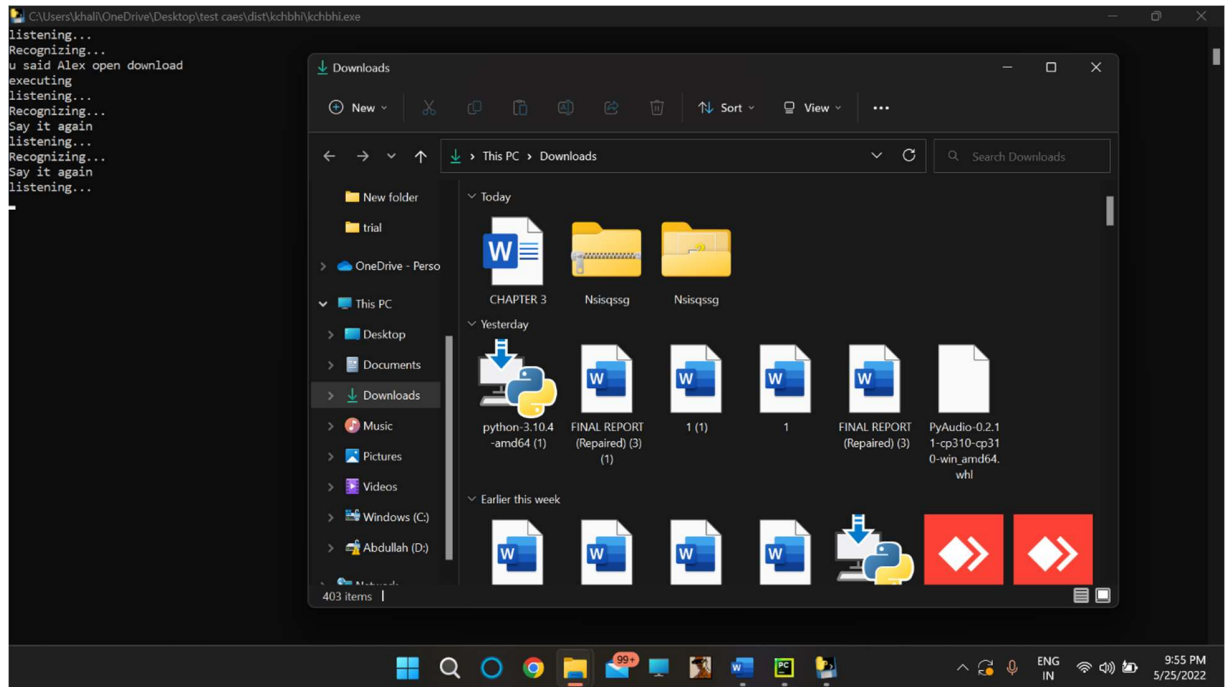 C:\Users\khali\OneDrive\Desktop\test caes\dist\kchbhi\kchbhi.exe
listening...
Recognizing...
u said Alex open download
executing
listening...
Recognizing...
Say it again
listening...
Recognizing...
Say it again
listening...
Downloads
New
Sort
View
This PC > Downloads
Search Downloads
New folder
trial
OneDrive - Perso
This PC
Desktop
Documents
Downloads
Music
Pictures
Videos
Windows (C:)
Abdullah (D:)
Network
Today
CHAPTER 3
Nsisqssg
Nsisqssg
Yesterday
python-3.10.4
-amd64 (1)
FINAL REPORT
(Repaired) (3)
(1)
1 (1)
1
FINAL REPORT
(Repaired) (3)
PyAudio-0.2.1
1-cp310-cp31
0-win_amd64.
whl
Earlier this week
403 items
99+
ENG
IN
9:55 PM
5/25/2022